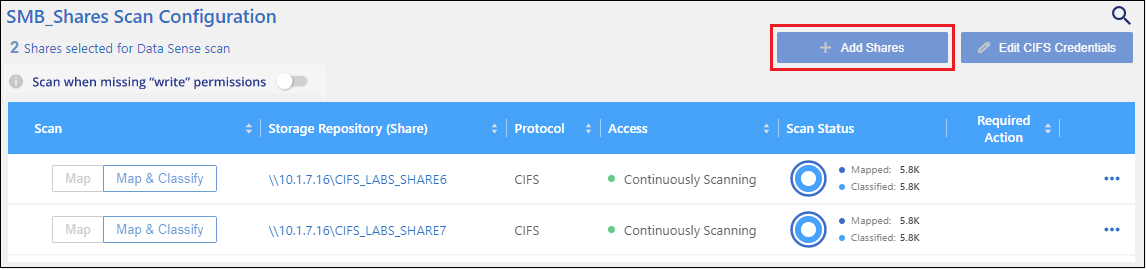 SMB_Shares Scan Configuration
2 Shares selected for Data Sense scan
+ Add Shares
Edit CIFS Credentials
Scan when missing “write” permissions
Scan Storage Repository (Share) Protocol Access Scan Status Required Action
Map Map & Classify \\10.1.7.16\CIFS_LABS_SHARE6 CIFS Continuously Scanning Mapped: 5.8K
Classified: 5.8K
Map Map & Classify \\10.1.7.16\CIFS_LABS_SHARE7 CIFS Continuously Scanning Mapped: 5.8K
Classified: 5.8K